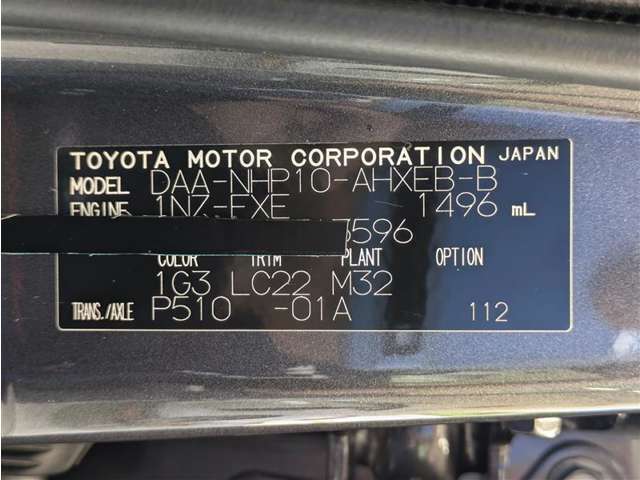 TOYOTA MOTOR CORPORATION JAPAN
MODEL DAA-NHP10-AHXEB-B
ENGINE 1NZ-FXE 1496 mL
3596
COLOR TRIM PLANT OPTION
1G3 LC22 M32
TRANS./AXLE P510 -01A 112